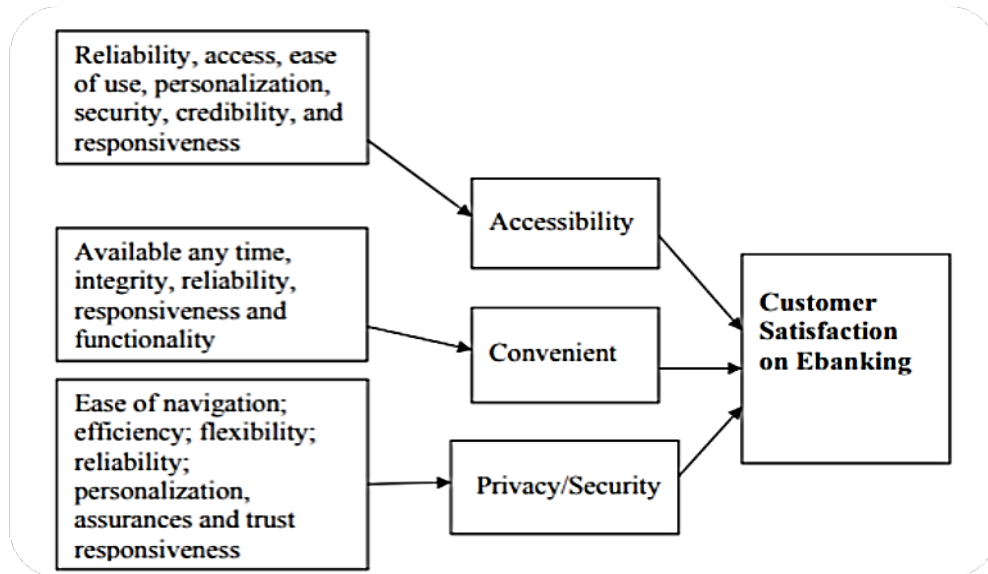 Reliability, access, ease
of use, personalization,
security, credibility, and
responsiveness
Accessibility
Available any time,
integrity, reliability,
responsiveness and
functionality
Convenient
Customer
Satisfaction
on Ebanking
Ease of navigation;
efficiency; flexibility;
reliability;
personalization,
assurances and trust
responsiveness
Privacy/Security